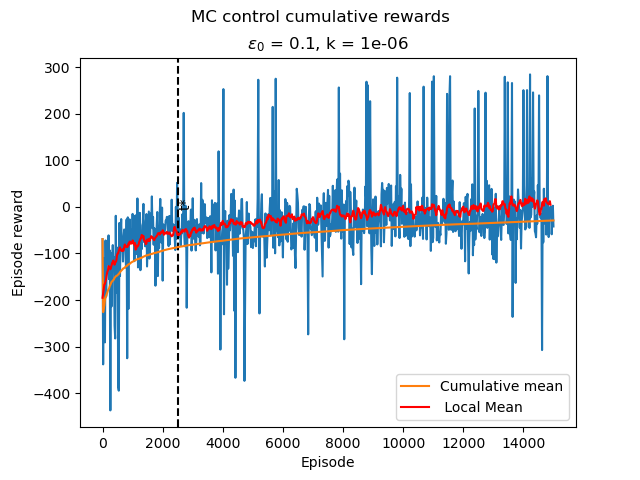 MC control cumulative rewards
ε₀ = 0.1, k = 1e-06
Episode reward
300
200
100
0
−100
−200
−300
−400
0
2000
4000
6000
8000
10000
12000
14000
Episode
Cumulative mean
Local Mean